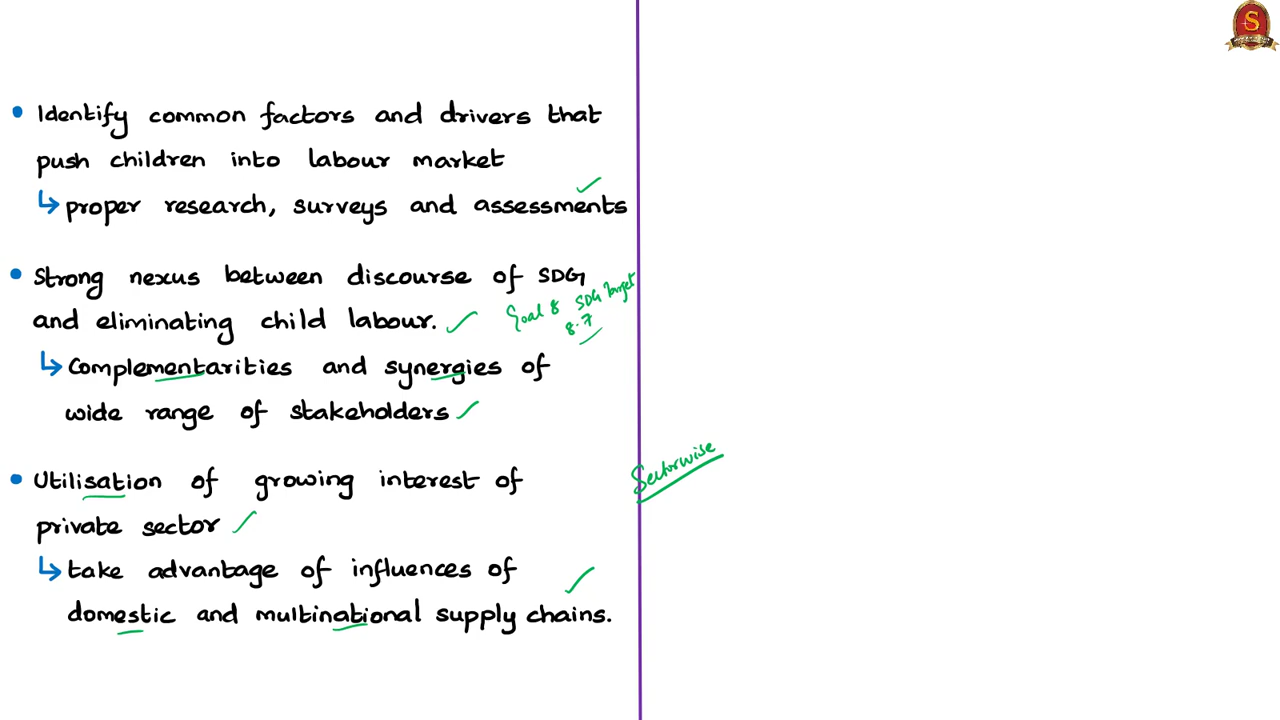 Identify common factors and drivers that
push children into labour market
↳ proper research, surveys and assessments
Strong nexus between discourse of SDG
and eliminating child labour.
Goal 8 SDG Target
8.7
↳ Complementarities and synergies of
wide range of stakeholders
Utilisation of growing interest of
private sector
↳ take advantage of influences of
domestic and multinational supply chains.
Sectorwise
S